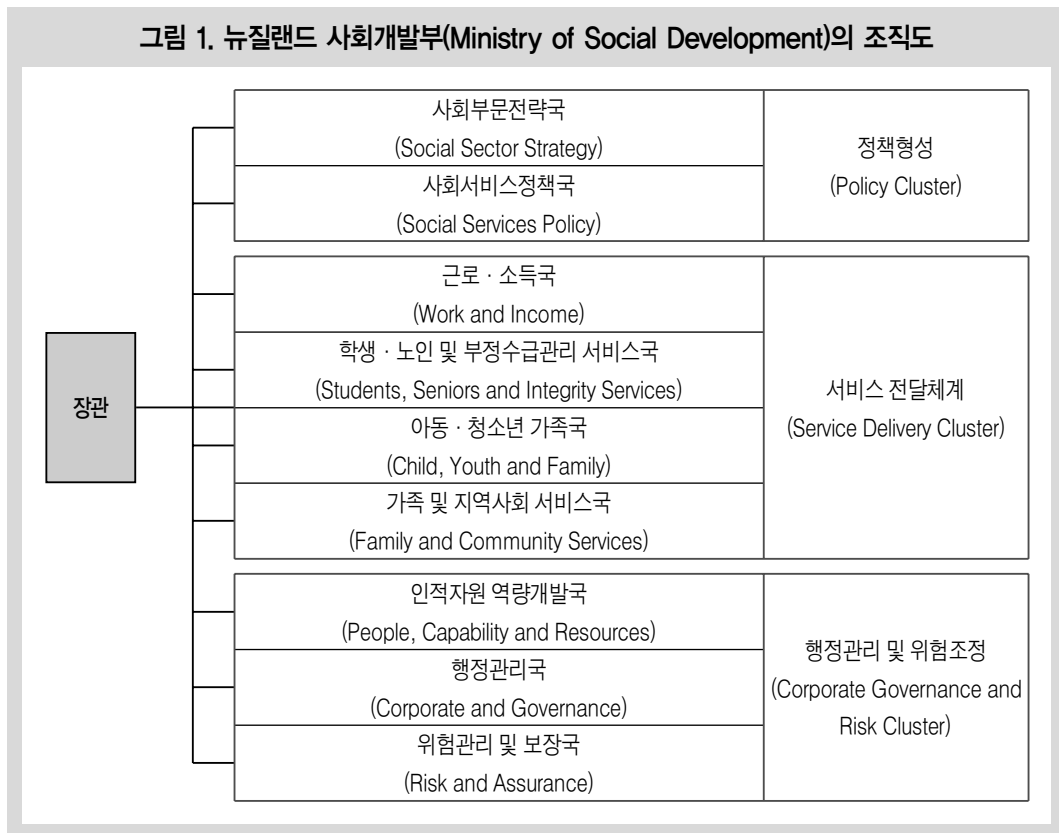 그림 1. 뉴질랜드 사회개발부(Ministry of Social Development)의 조직도
장관
사회부문전략국
(Social Sector Strategy)
사회서비스정책국
(Social Services Policy)
정책형성
(Policy Cluster)
근로 · 소득국
(Work and Income)
학생 · 노인 및 부정수급관리 서비스국
(Students, Seniors and Integrity Services)
아동 · 청소년 가족국
(Child, Youth and Family)
가족 및 지역사회 서비스국
(Family and Community Services)
서비스 전달체계
(Service Delivery Cluster)
인적자원 역량개발국
(People, Capability and Resources)
행정관리국
(Corporate and Governance)
위험관리 및 보장국
(Risk and Assurance)
행정관리 및 위험조정
(Corporate Governance and
Risk Cluster)